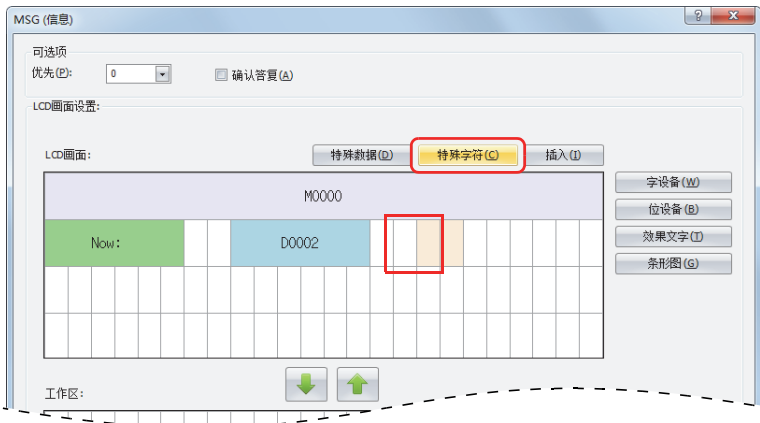 MSG (信息)
可选项
优先(P): 0 确认答复(A)
LCD画面设置:
LCD画面: 特殊数据(D) 特殊字符(C) 插入(I)
M0000 字设备(W)
位设备(B)
Now: D0002 效果文字(T)
条形图(G)
工作区: